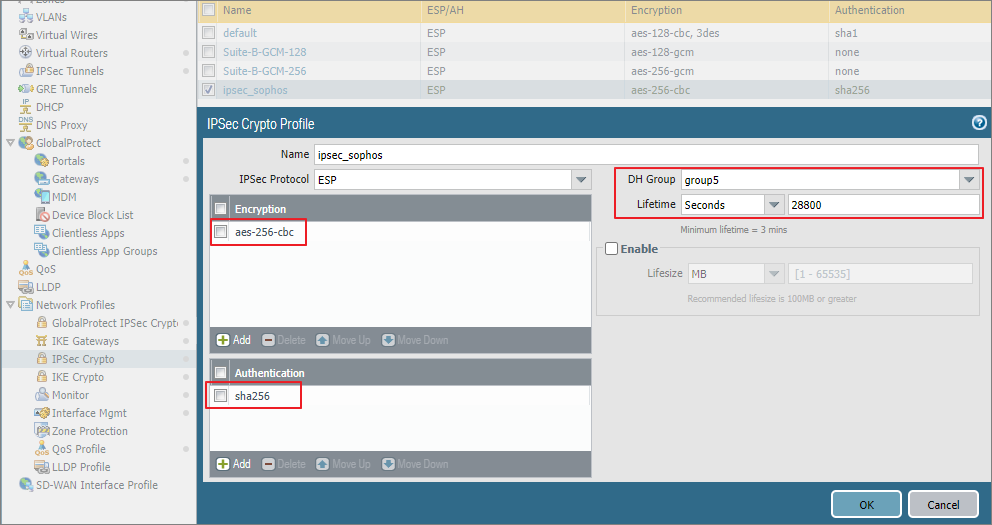 Zones
VLANs
Virtual Wires
Virtual Routers
IPSec Tunnels
GRE Tunnels
DHCP
DNS Proxy
GlobalProtect
Portals
Gateways
MDM
Device Block List
Clientless Apps
Clientless App Groups
QoS
LLDP
Network Profiles
GlobalProtect IPSec Crypto
IKE Gateways
IPSec Crypto
IKE Crypto
Monitor
Interface Mgmt
Zone Protection
QoS Profile
LLDP Profile
SD-WAN Interface Profile
Name ESP/AH Encryption Authentication
default ESP aes-128-cbc, 3des sha1
Suite-B-GCM-128 ESP aes-128-gcm none
Suite-B-GCM-256 ESP aes-256-gcm none
ipsec_sophos ESP aes-256-cbc sha256
IPSec Crypto Profile
Name ipsec_sophos
IPSec Protocol ESP
DH Group group5
Lifetime Seconds 28800
Minimum lifetime = 3 mins
Enable
Lifesize MB [1 - 65535]
Recommended lifesize is 100MB or greater
Encryption
aes-256-cbc
Add Delete Move Up Move Down
Authentication
sha256
Add Delete Move Up Move Down
OK Cancel